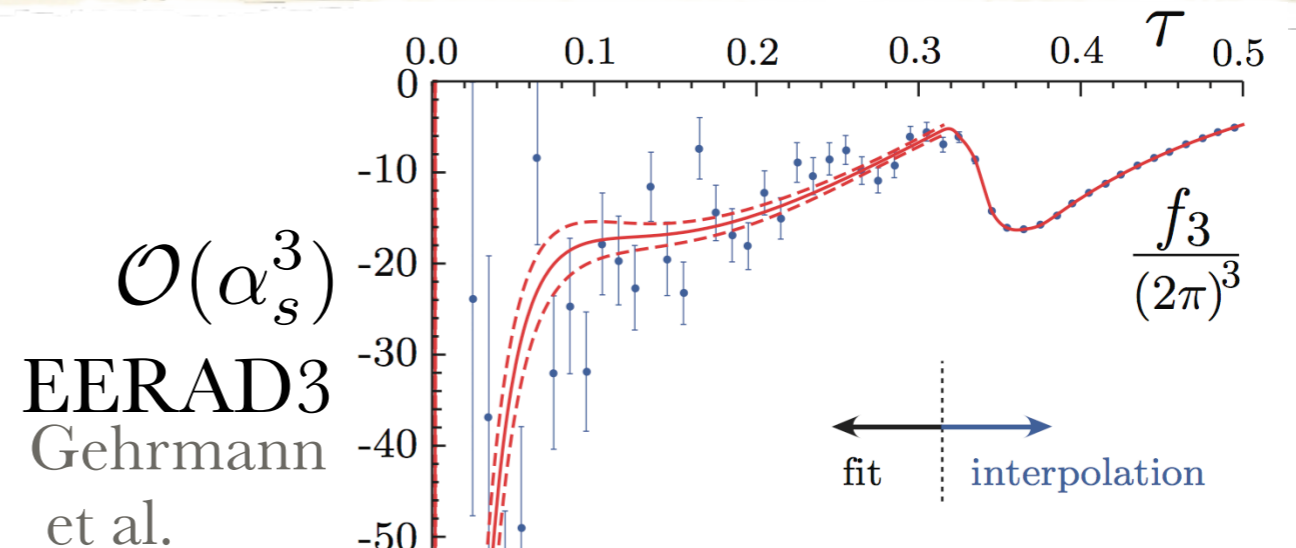 τ
0.0 0.1 0.2 0.3 0.4 0.5
0
-10
-20
-30
-40
-50
𝒪(α_s^3)
EERAD3
Gehrmann
et al.
f_3
(2π)^3
fit
interpolation